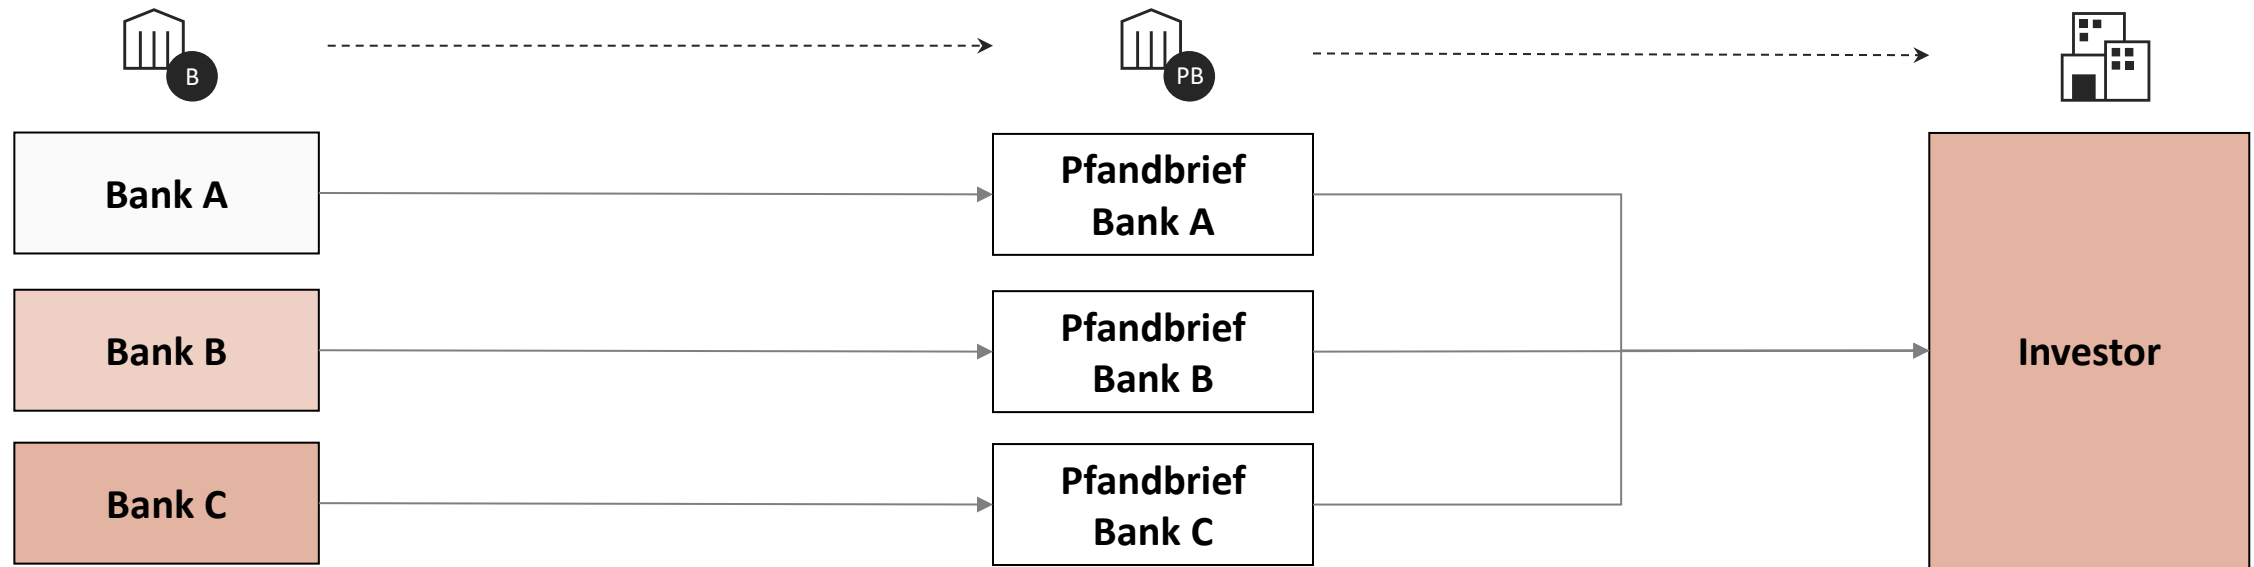 B
PB
Bank A
Pfandbrief
Bank A
Bank B
Pfandbrief
Bank B
Investor
Bank C
Pfandbrief
Bank C